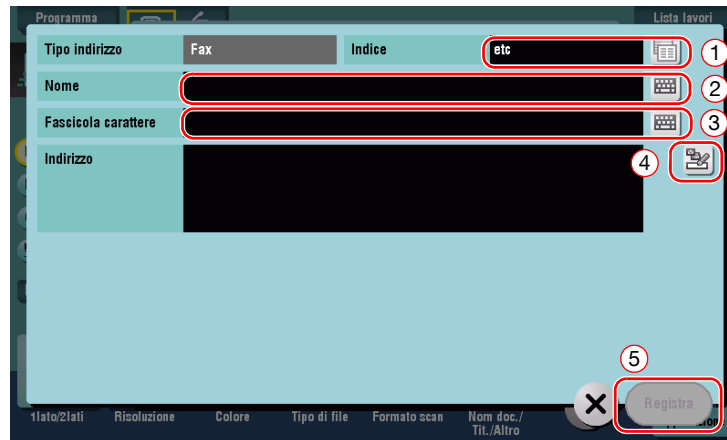 Programma
Lista lavori
Tipo indirizzo
Fax
Indice
etc
1
Nome
2
Fascicola carattere
3
Indirizzo
4
5
Registra
1lato/2lati
Risoluzione
Colore
Tipo di file
Formato scan
Nom doc./
Tit./Altro